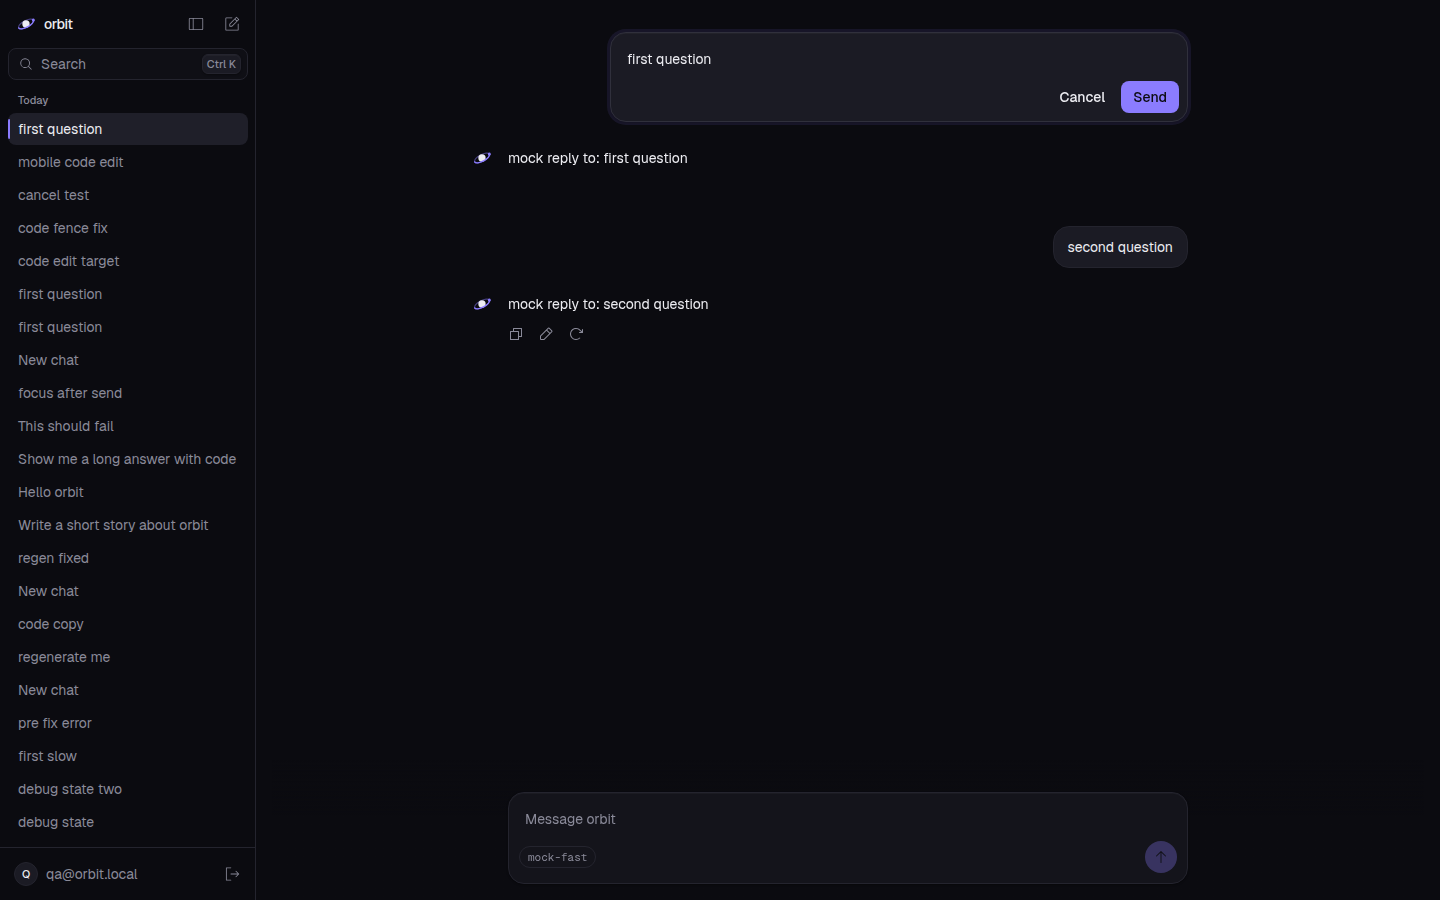 orbit
Search
Ctrl K
Today
first question
mobile code edit
cancel test
code fence fix
code edit target
first question
first question
New chat
focus after send
This should fail
Show me a long answer with code
Hello orbit
Write a short story about orbit
regen fixed
New chat
code copy
regenerate me
New chat
pre fix error
first slow
debug state two
debug state
Q
qa@orbit.local
first question
Cancel
Send
mock reply to: first question
second question
mock reply to: second question
Message orbit
mock-fast